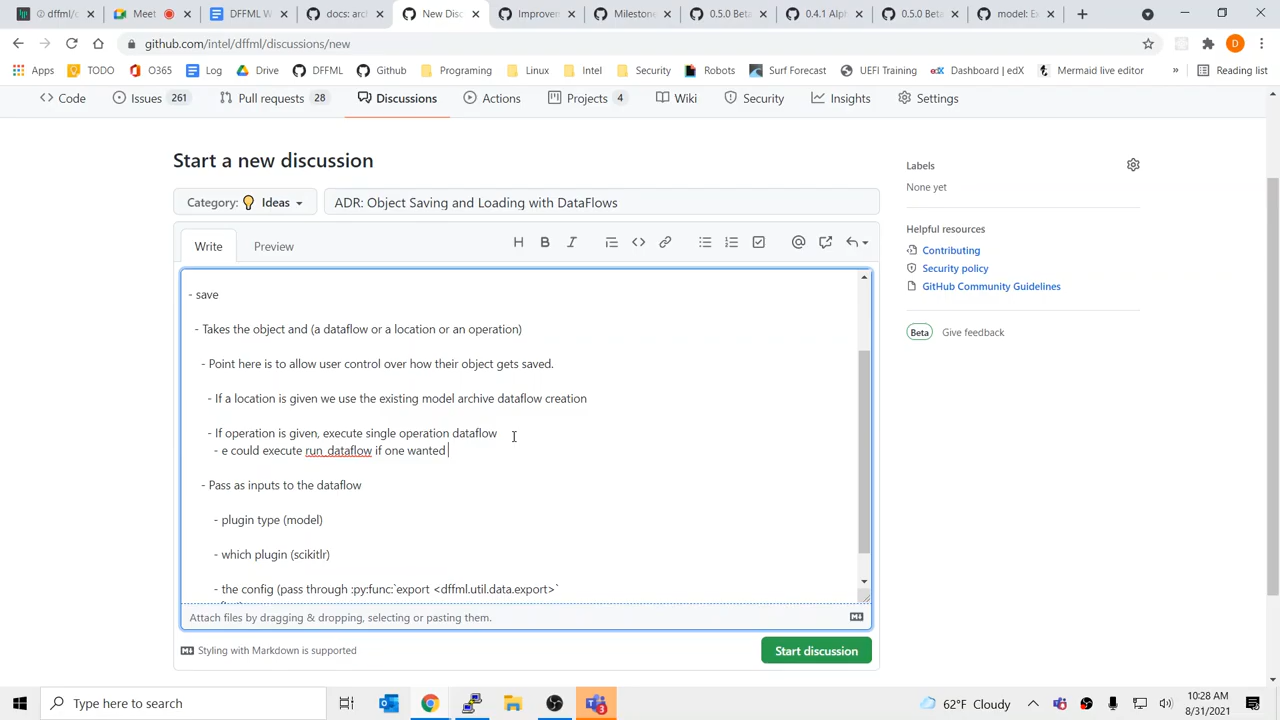 dffml/c
Meet
DFFML W
docs: arc
New Disc
Improven
Milestone
0.5.0 Beta
0.4.1 Alph
0.5.0 Beta
model: Ex
github.com/intel/dffml/discussions/new
D
Apps TODO O365 Log Drive DFFML Github Programing Linux Intel Security Robots Surf Forecast UEFI Training edX Dashboard | edX Mermaid live editor » Reading list
Code Issues 261 Pull requests 28 Discussions Actions Projects 4 Wiki Security Insights Settings
Start a new discussion
Category: Ideas
ADR: Object Saving and Loading with DataFlows
Write Preview
- save
- Takes the object and (a dataflow or a location or an operation)
- Point here is to allow user control over how their object gets saved.
- If a location is given we use the existing model archive dataflow creation
- If operation is given, execute single operation dataflow
- e could execute run_dataflow if one wanted
- Pass as inputs to the dataflow
- plugin type (model)
- which plugin (scikitlr)
- the config (pass through :py:func:`export <dffml.util.data.export>`
Attach files by dragging & dropping, selecting or pasting them.
Styling with Markdown is supported
Start discussion
Labels
None yet
Helpful resources
Contributing
Security policy
GitHub Community Guidelines
Beta Give feedback
Type here to search
3
62°F Cloudy
10:28 AM
8/31/2021